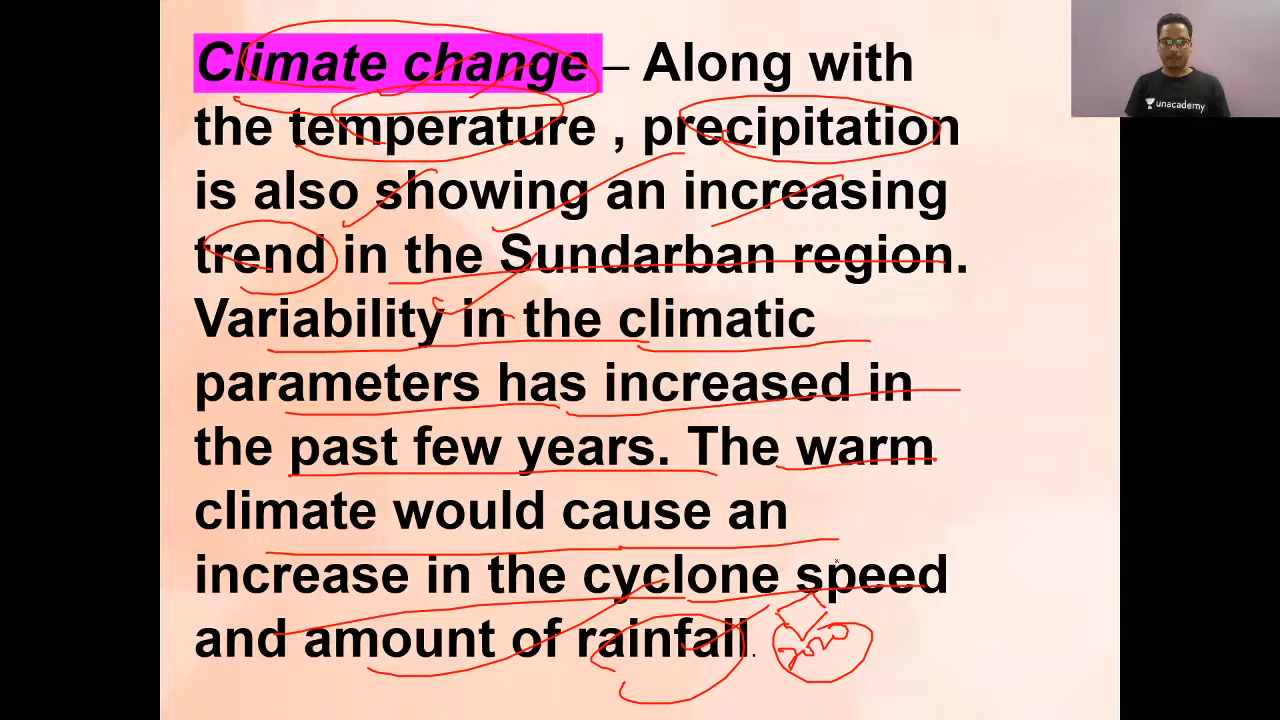 Climate change – Along with
the temperature , precipitation
is also showing an increasing
trend in the Sundarban region.
Variability in the climatic
parameters has increased in
the past few years. The warm
climate would cause an
increase in the cyclone speed
and amount of rainfall.
unacademy